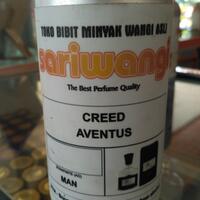 TOKO BIBIT MINYAK WANGI ASLI
sariwangi
The Best Perfume Quality
CREED
AVENTUS
MAN